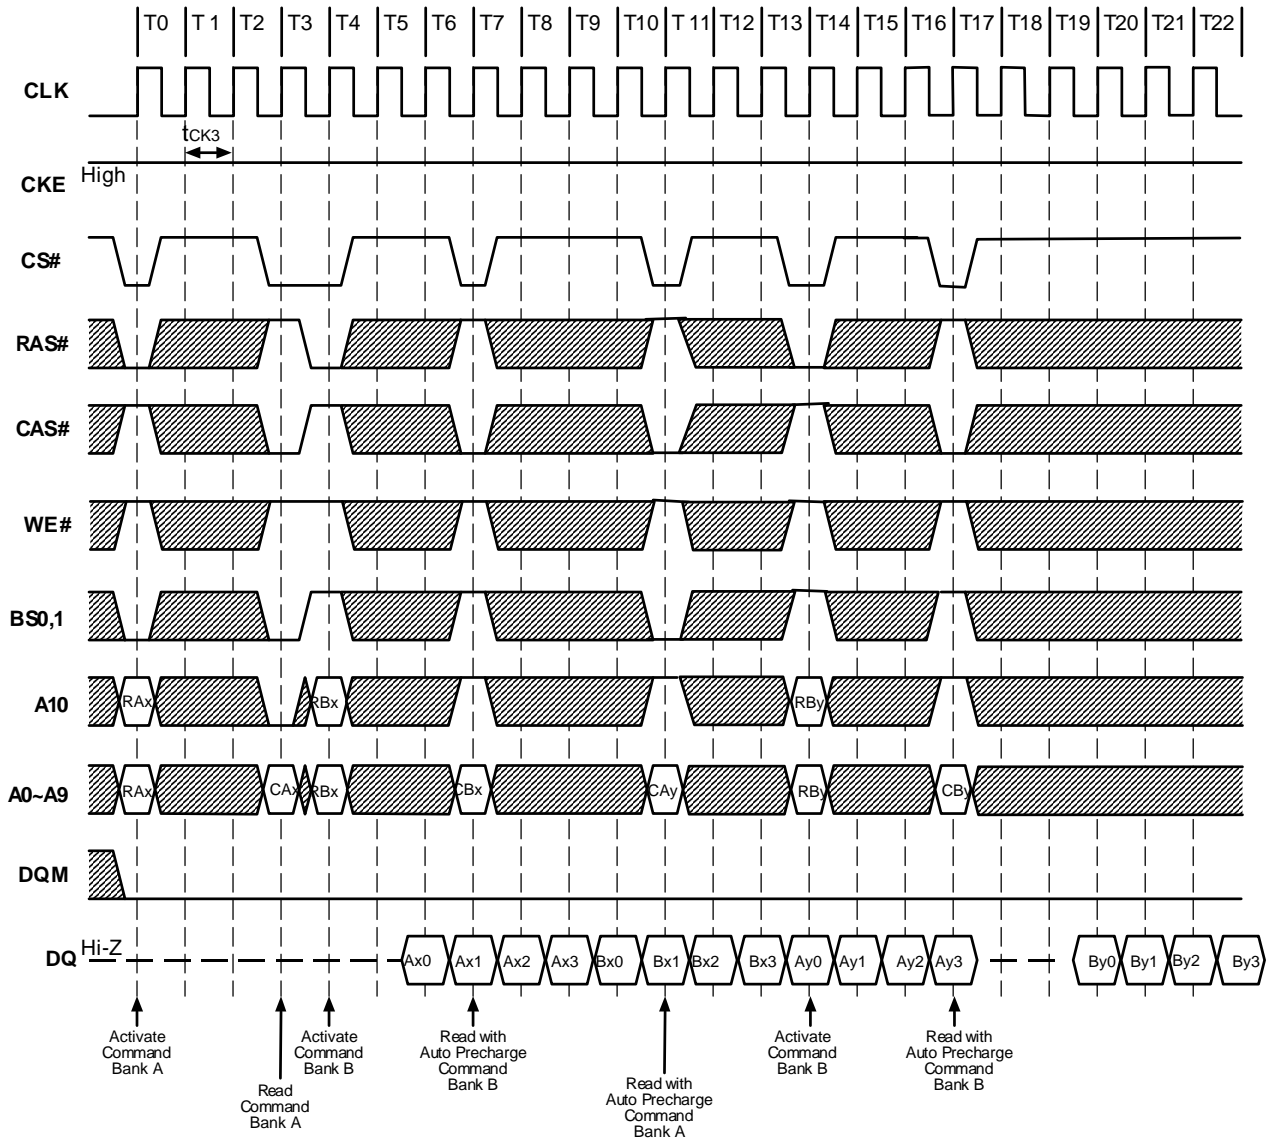 T0 T 1 T2 T3 T4 T5 T6 T7 T8 T9 T10 T 11 T12 T13 T14 T15 T16 T17 T18 T19 T20 T21 T22
CLK
tCK3
High
CKE
CS#
RAS#
CAS#
WE#
BS0,1
A10
RAx RBx RBy
A0~A9
RAx CAx RBx CBx CAy RBy CBy
DQM
DQ
Hi-Z
Ax0 Ax1 Ax2 Ax3 Bx0 Bx1 Bx2 Bx3 Ay0 Ay1 Ay2 Ay3 By0 By1 By2 By3
Activate
Command
Bank A
Read
Command
Bank A
Activate
Command
Bank B
Read with
Auto Precharge
Command
Bank B
Read with
Auto Precharge
Command
Bank A
Activate
Command
Bank B
Read with
Auto Precharge
Command
Bank B